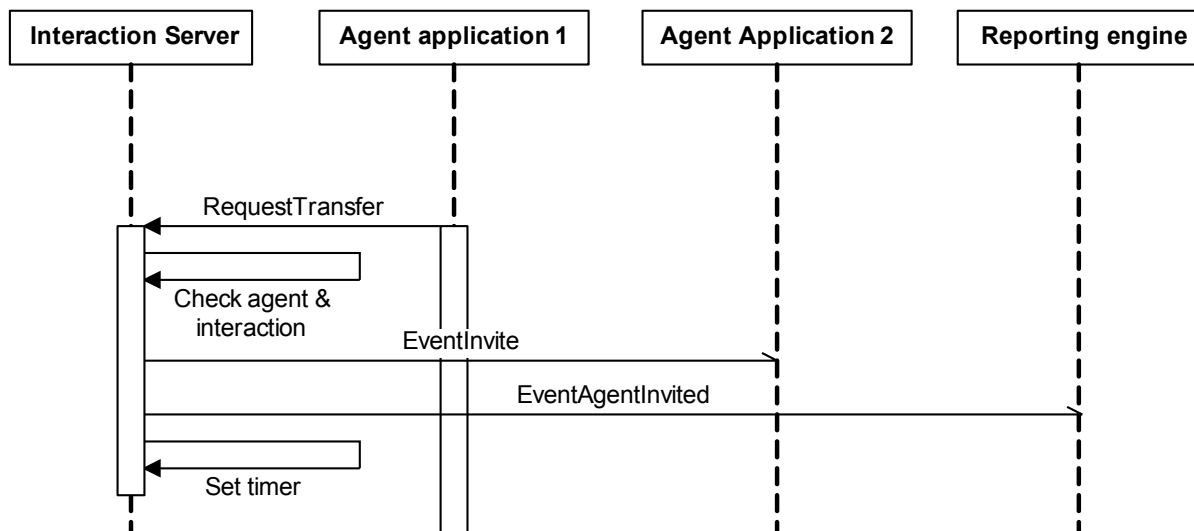 Interaction Server
Agent application 1
Agent Application 2
Reporting engine
RequestTransfer
Check agent &
interaction
EventInvite
EventAgentInvited
Set timer